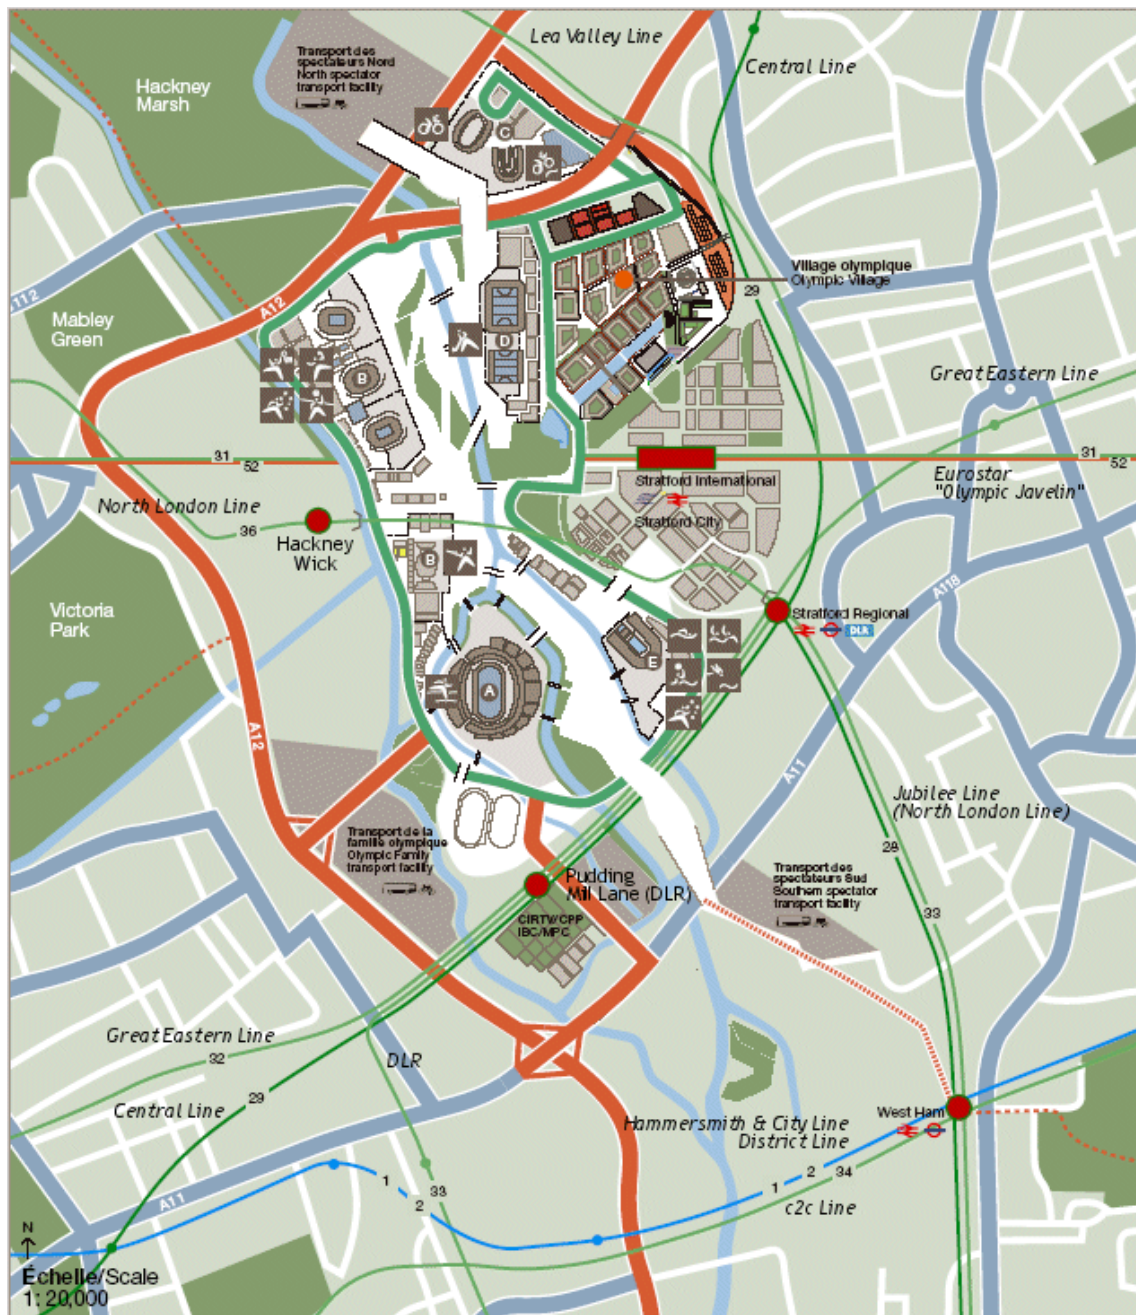 Lea Valley Line
Central Line
Transport des
spectateurs Nord
North spectator
transport facility
Hackney
Marsh
C
Village olympique
Olympic Village
29
A112
A12
Mabley
Green
D
B
Great Eastern Line
31
52
31
52
Eurostar
"Olympic Javelin"
Stratford International
Stratford City
North London Line
36
Hackney
Wick
B
A118
Victoria
Park
Stratford Regional
DLR
E
A
A12
A11
Jubilee Line
(North London Line)
28
Transport de la
famille olympique
Olympic Family
transport facility
Pudding
Mill Lane (DLR)
Transport des
spectateurs Sud
Southern spectator
transport facility
33
CIRTV/CPP
IBC/MPC
Great Eastern Line
32
DLR
29
Central Line
West Ham
Hammersmith & City Line
District Line
1
2
34
c2c Line
1
2
33
A11
N
Échelle/Scale
1: 20,000